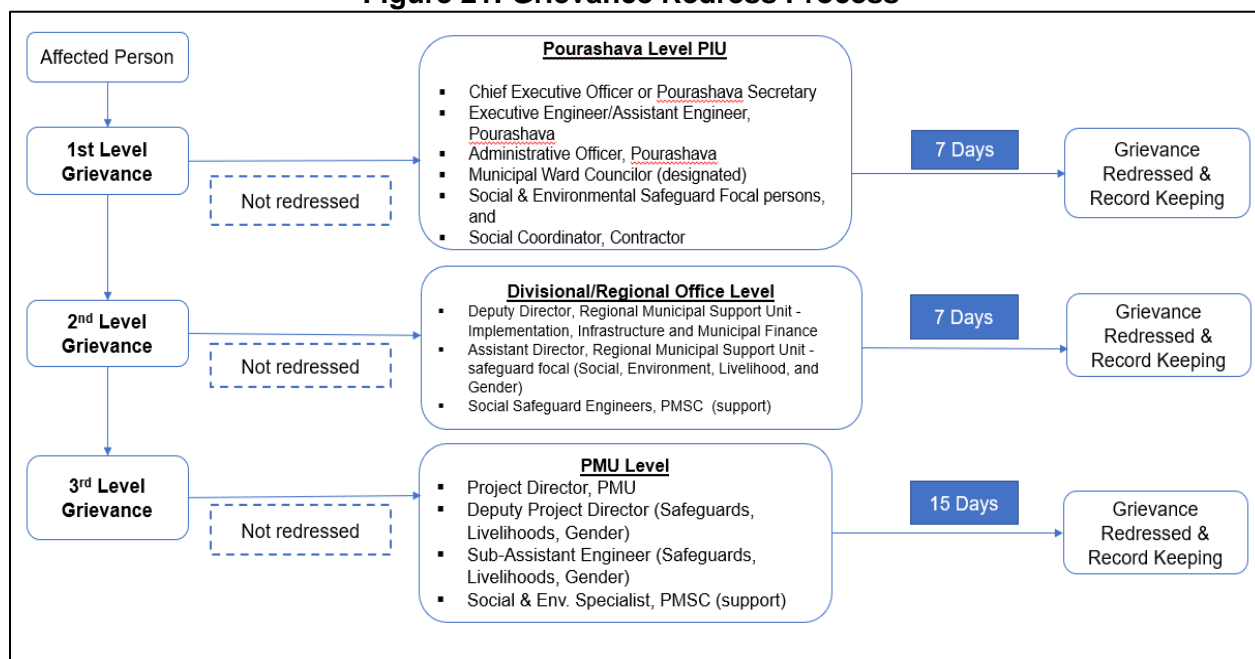 Figure 21: Grievance Redress Process
Affected Person
1st Level
Grievance
Not redressed
Pourashava Level PIU
▪ Chief Executive Officer or Pourashava Secretary
▪ Executive Engineer/Assistant Engineer,
Pourashava
▪ Administrative Officer, Pourashava
▪ Municipal Ward Councilor (designated)
▪ Social & Environmental Safeguard Focal persons,
and
▪ Social Coordinator, Contractor
7 Days
Grievance
Redressed &
Record Keeping
2nd Level
Grievance
Not redressed
Divisional/Regional Office Level
▪ Deputy Director, Regional Municipal Support Unit -
Implementation, Infrastructure and Municipal Finance
▪ Assistant Director, Regional Municipal Support Unit -
safeguard focal (Social, Environment, Livelihood, and
Gender)
▪ Social Safeguard Engineers, PMSC (support)
7 Days
Grievance
Redressed &
Record Keeping
3rd Level
Grievance
Not redressed
PMU Level
▪ Project Director, PMU
▪ Deputy Project Director (Safeguards,
Livelihoods, Gender)
▪ Sub-Assistant Engineer (Safeguards,
Livelihoods, Gender)
▪ Social & Env. Specialist, PMSC (support)
15 Days
Grievance
Redressed &
Record Keeping